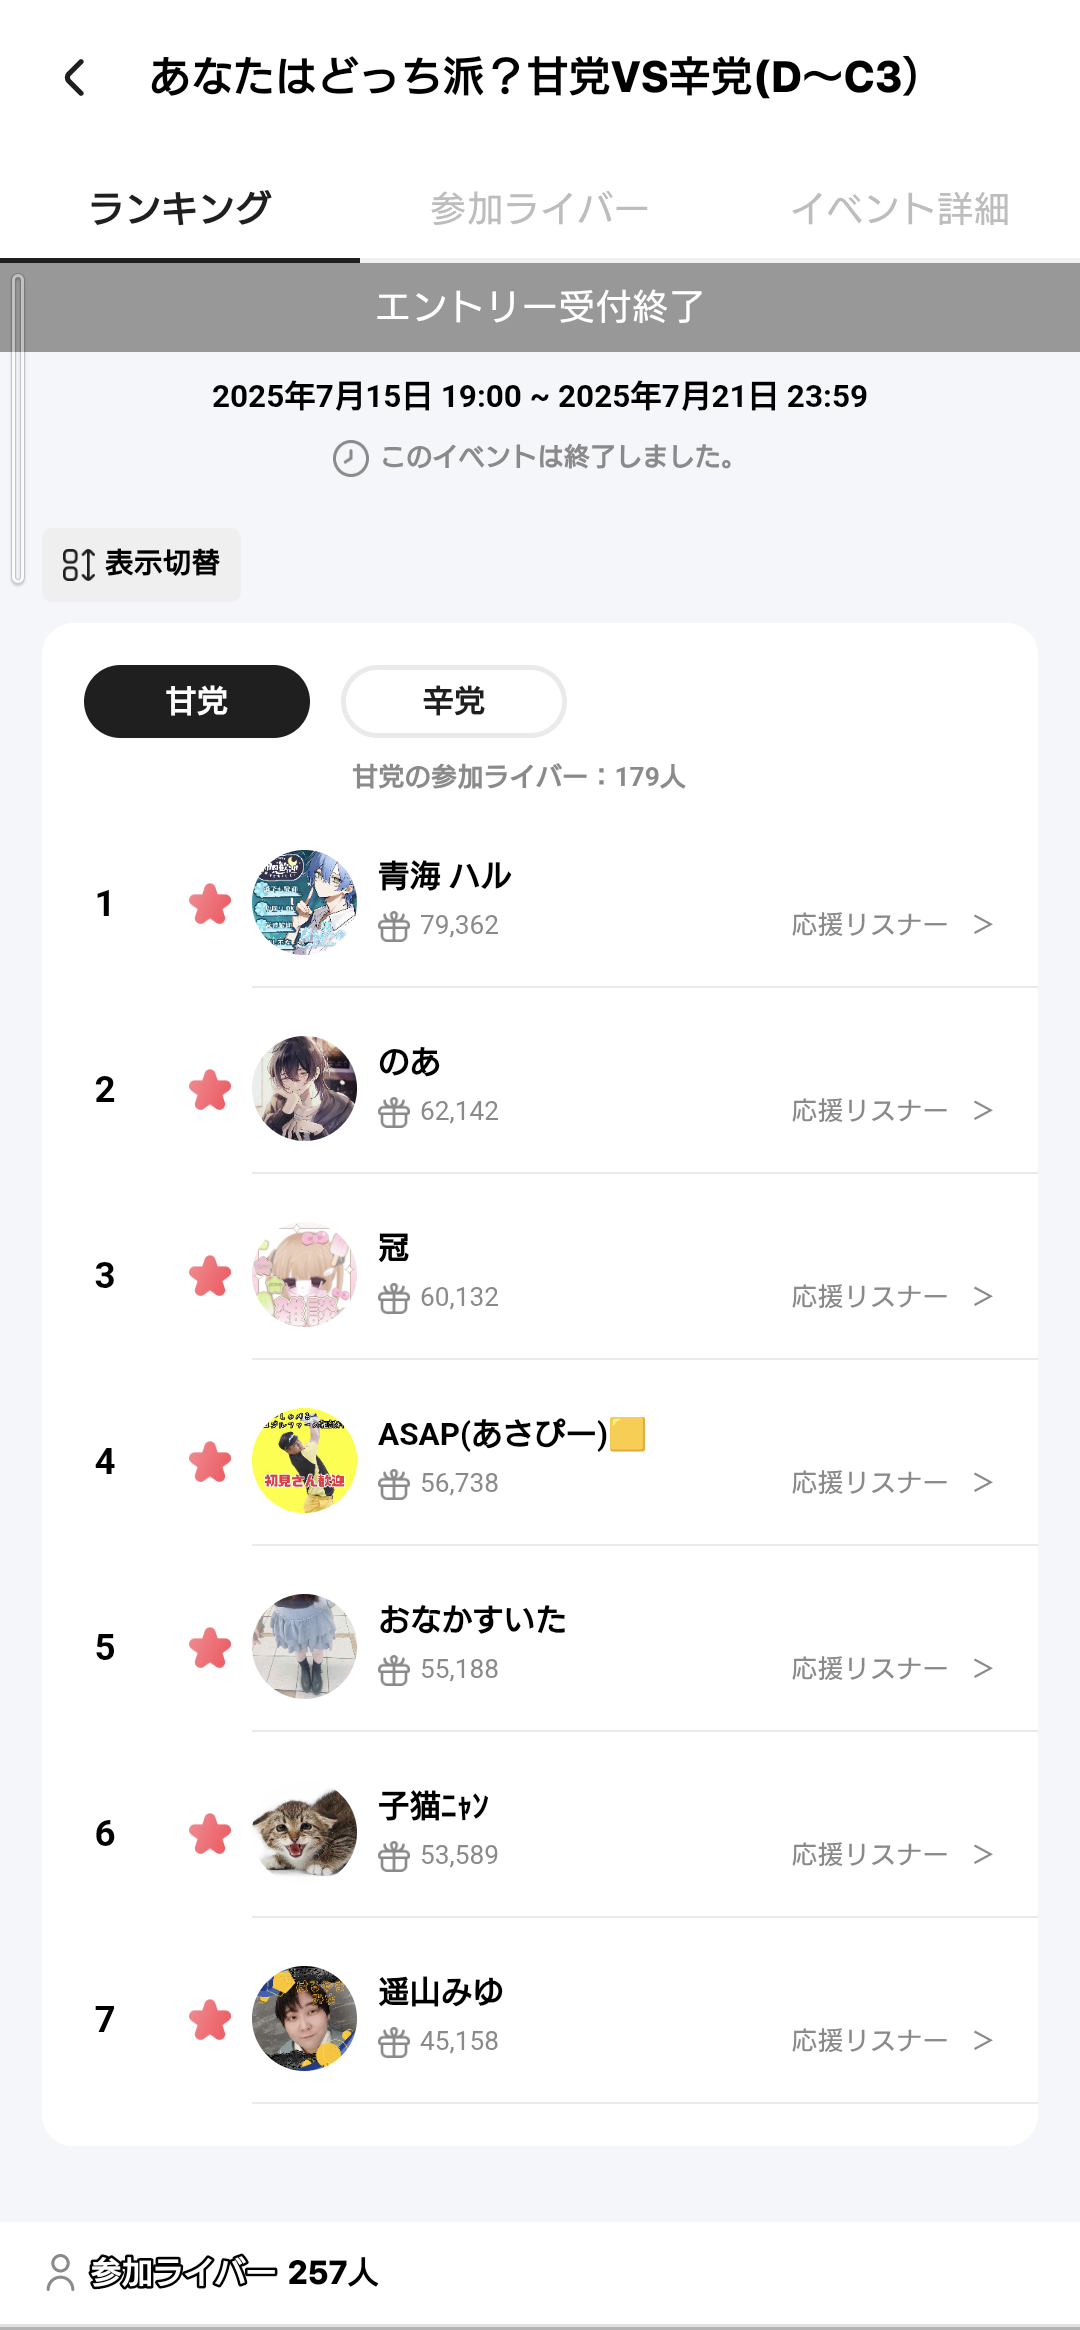 あなたはどっち派？甘党VS辛党(D〜C3）
ランキング
参加ライバー
イベント詳細
エントリー受付終了
2025年7月15日 19:00 ~ 2025年7月21日 23:59
このイベントは終了しました。
表示切替
甘党
辛党
甘党の参加ライバー：179人
1
青海 ハル
79,362
応援リスナー ＞
2
のあ
62,142
応援リスナー ＞
3
雑談
冠
60,132
応援リスナー ＞
4
初見さん歓迎
ASAP(あさぴー)🟨
56,738
応援リスナー ＞
5
おなかすいた
55,188
応援リスナー ＞
6
子猫ﾆｬｿ
53,589
応援リスナー ＞
7
遥山みゆ
45,158
応援リスナー ＞
参加ライバー 257人